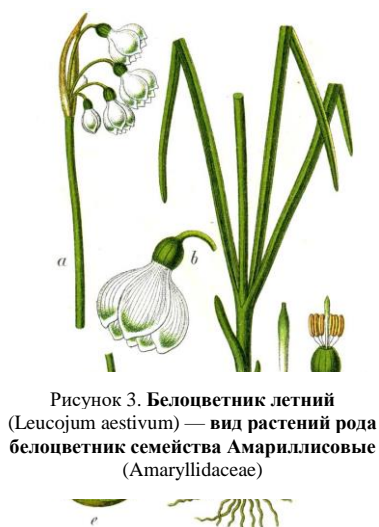 a
b
Рисунок 3. Белоцветник летний
(Leucojum aestivum) — вид растений рода
белоцветник семейства Амариллисовые
(Amaryllidaceae)
e